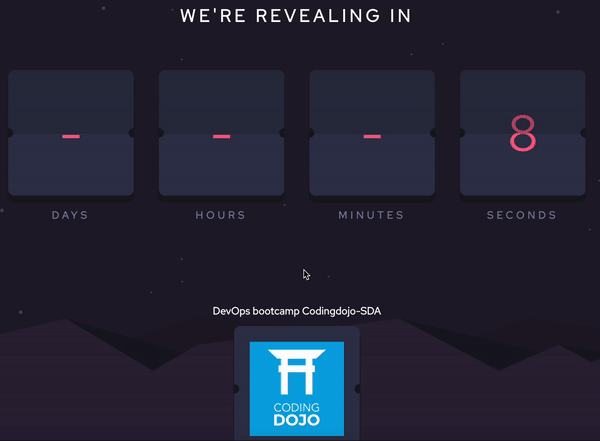 WE'RE REVEALING IN
- - - 8
DAYS HOURS MINUTES SECONDS
DevOps bootcamp Codingdojo-SDA
CODING
DOJO